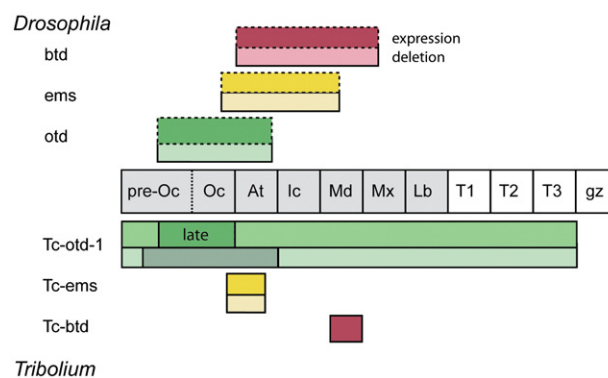 Drosophila
btd expression
deletion
ems
otd
pre-Oc Oc At Ic Md Mx Lb T1 T2 T3 gz
late
Tc-otd-1
Tc-ems
Tc-btd
Tribolium